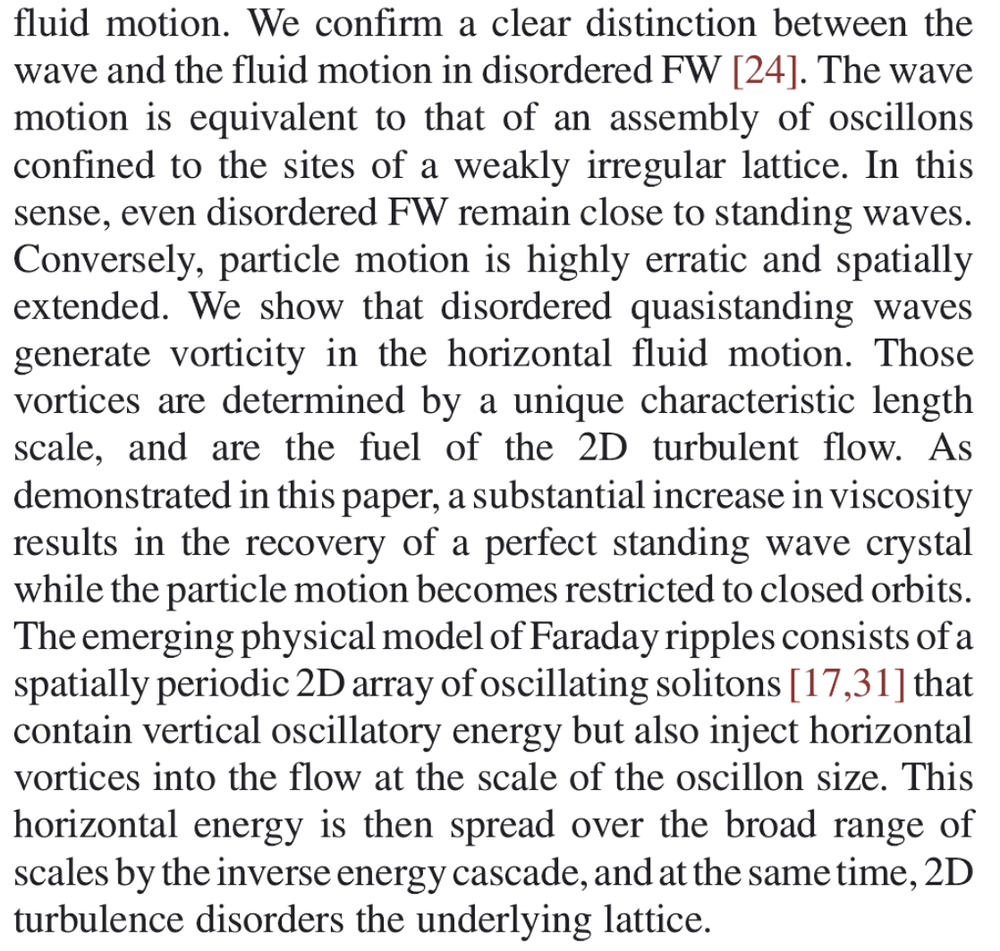 fluid motion. We confirm a clear distinction between the
wave and the fluid motion in disordered FW [24]. The wave
motion is equivalent to that of an assembly of oscillons
confined to the sites of a weakly irregular lattice. In this
sense, even disordered FW remain close to standing waves.
Conversely, particle motion is highly erratic and spatially
extended. We show that disordered quasistanding waves
generate vorticity in the horizontal fluid motion. Those
vortices are determined by a unique characteristic length
scale, and are the fuel of the 2D turbulent flow. As
demonstrated in this paper, a substantial increase in viscosity
results in the recovery of a perfect standing wave crystal
while the particle motion becomes restricted to closed orbits.
The emerging physical model of Faraday ripples consists of a
spatially periodic 2D array of oscillating solitons [17,31] that
contain vertical oscillatory energy but also inject horizontal
vortices into the flow at the scale of the oscillon size. This
horizontal energy is then spread over the broad range of
scales by the inverse energy cascade, and at the same time, 2D
turbulence disorders the underlying lattice.